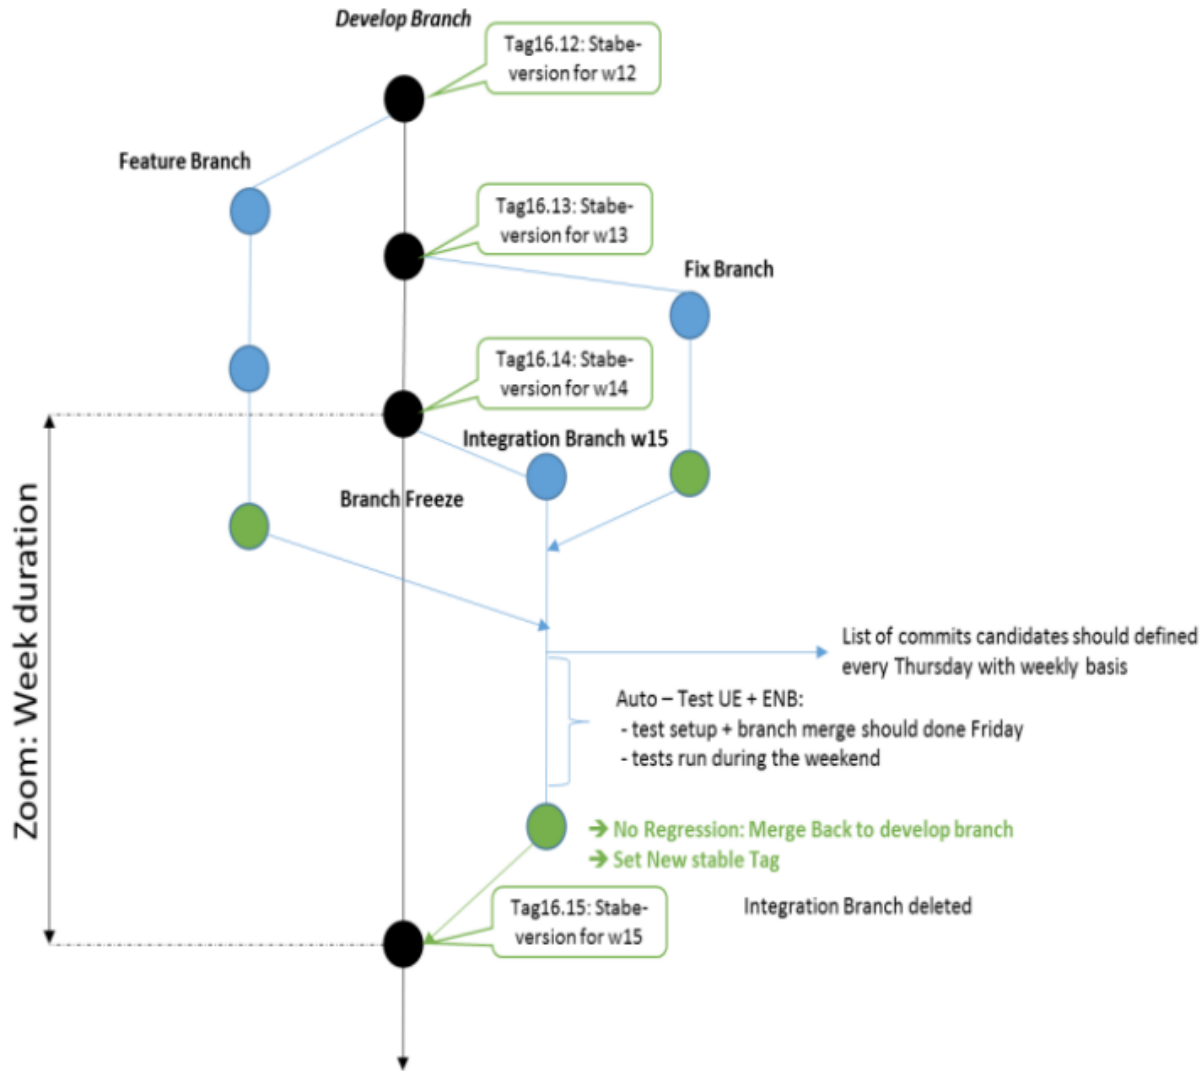 Develop Branch
Tag16.12: Stabe-
version for w12
Feature Branch
Tag16.13: Stabe-
version for w13
Fix Branch
Tag16.14: Stabe-
version for w14
Integration Branch w15
Branch Freeze
Zoom: Week duration
List of commits candidates should defined
every Thursday with weekly basis
Auto – Test UE + ENB:
- test setup + branch merge should done Friday
- tests run during the weekend
➔ No Regression: Merge Back to develop branch
➔ Set New stable Tag
Tag16.15: Stabe-
version for w15
Integration Branch deleted